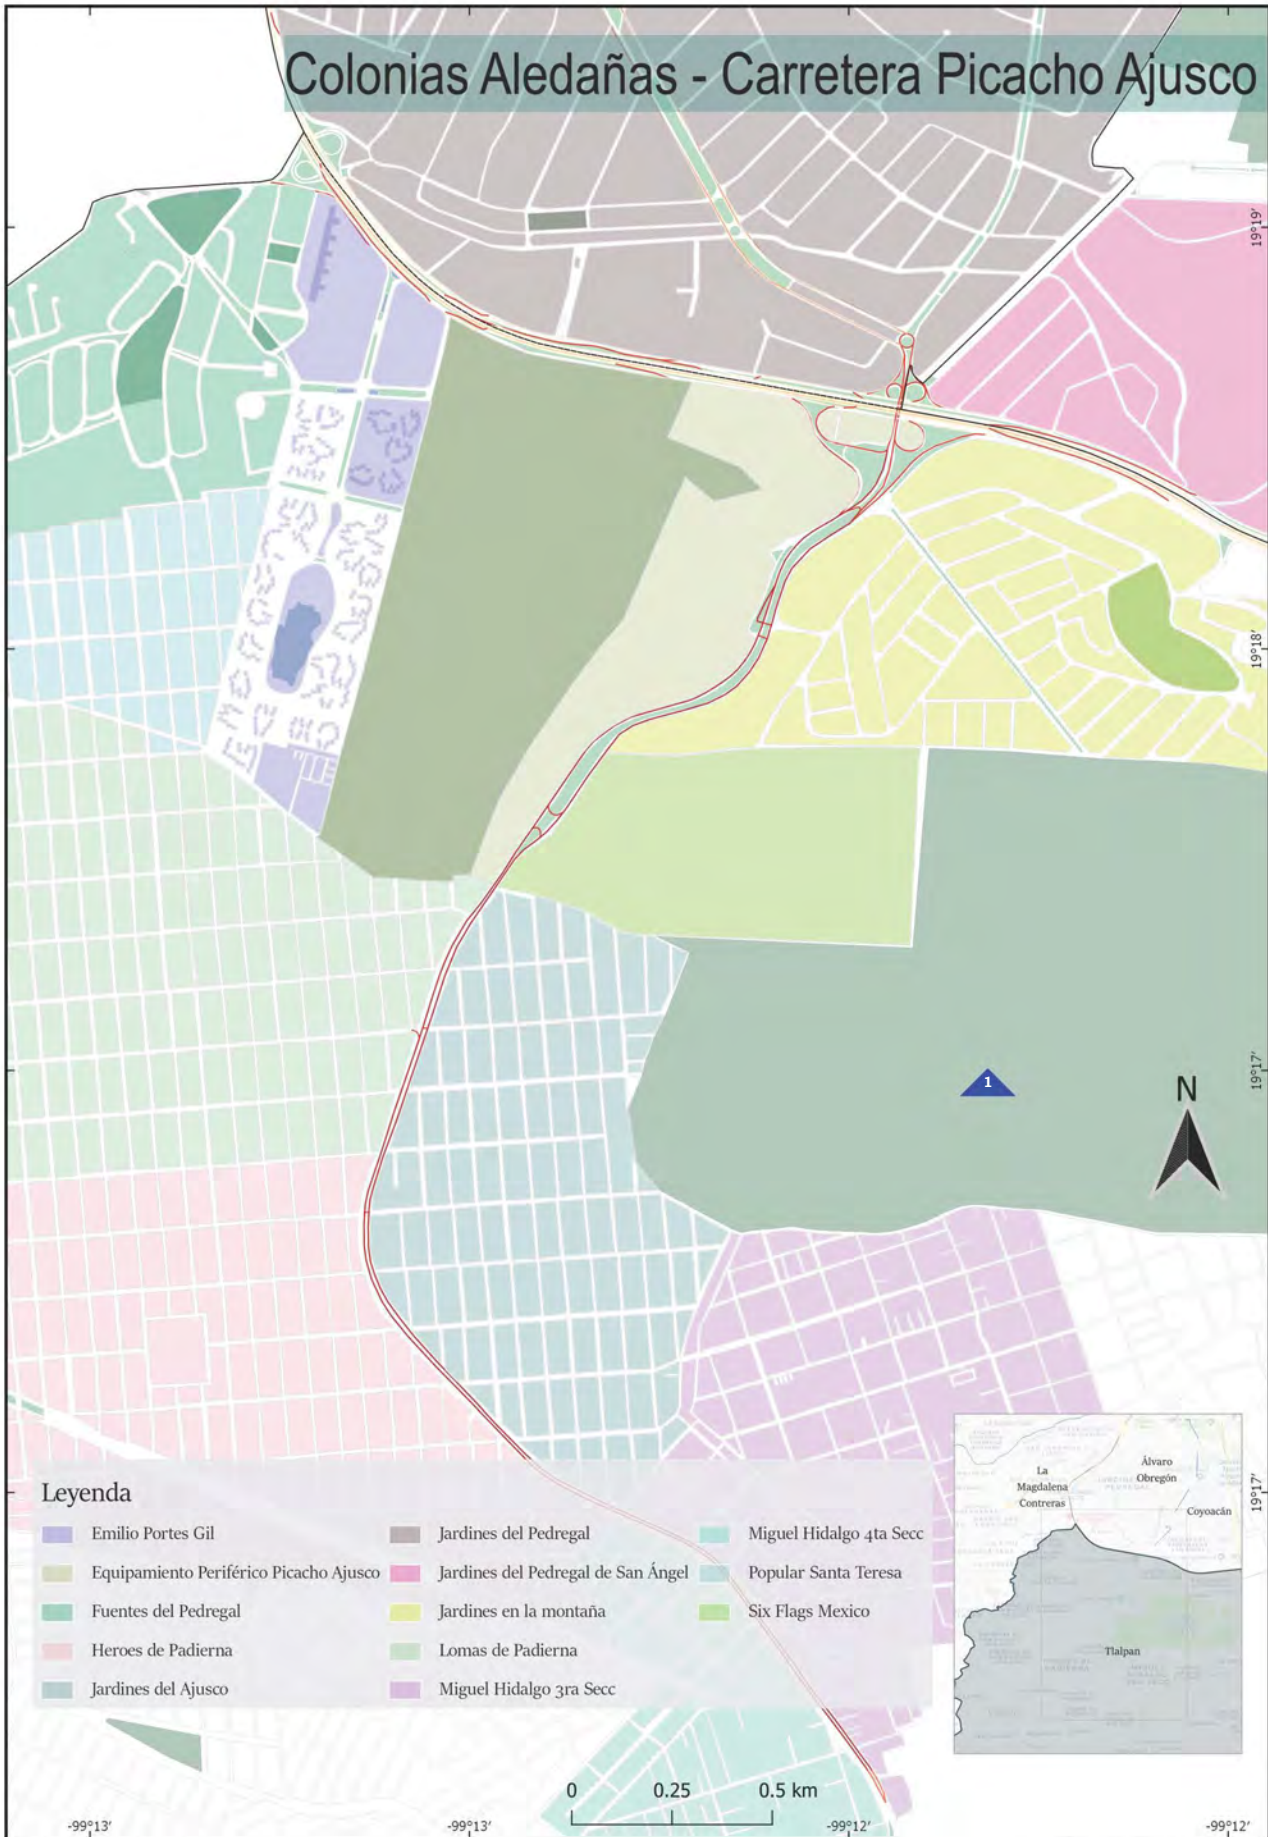 Colonias Aledañas - Carretera Picacho Ajusco
19°19'
19°18'
1
19°17'
N
19°17'
Leyenda
Emilio Portes Gil
Equipamiento Periférico Picacho Ajusco
Fuentes del Pedregal
Heroes de Padierna
Jardines del Ajusco
Jardines del Pedregal
Jardines del Pedregal de San Ángel
Jardines en la montaña
Lomas de Padierna
Miguel Hidalgo 3ra Secc
Miguel Hidalgo 4ta Secc
Popular Santa Teresa
Six Flags Mexico
La
Magdalena
Contreras
Álvaro
Obregón
Coyoacán
Tlalpan
0 0.25 0.5 km
-99°13' -99°13' -99°12' -99°12'